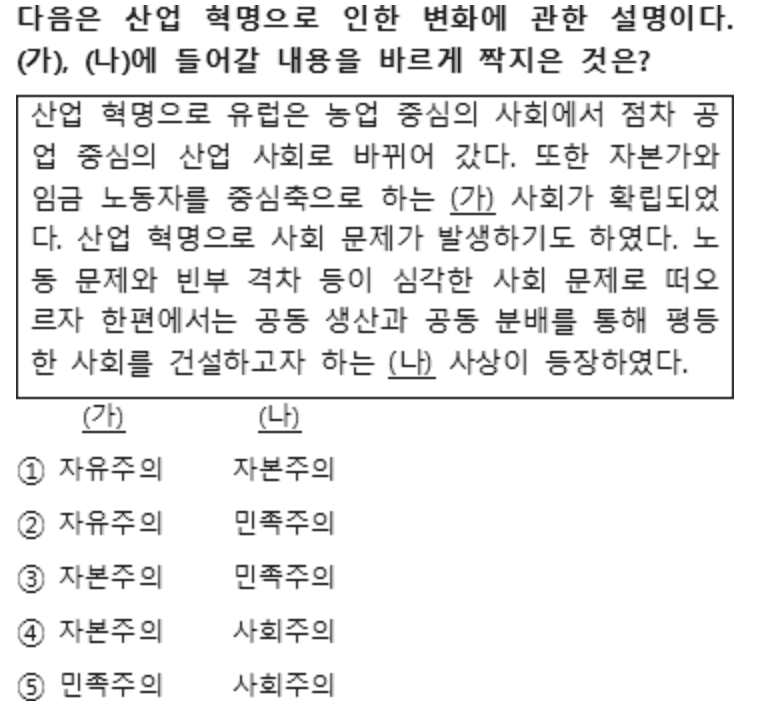 다음은 산업 혁명으로 인한 변화에 관한 설명이다.
(가), (나)에 들어갈 내용을 바르게 짝지은 것은?
산업 혁명으로 유럽은 농업 중심의 사회에서 점차 공
업 중심의 산업 사회로 바뀌어 갔다. 또한 자본가와
임금 노동자를 중심축으로 하는 (가) 사회가 확립되었
다. 산업 혁명으로 사회 문제가 발생하기도 하였다. 노
동 문제와 빈부 격차 등이 심각한 사회 문제로 떠오
르자 한편에서는 공동 생산과 공동 분배를 통해 평등
한 사회를 건설하고자 하는 (나) 사상이 등장하였다.
(가) (나)
① 자유주의 자본주의
② 자유주의 민족주의
③ 자본주의 민족주의
④ 자본주의 사회주의
⑤ 민족주의 사회주의